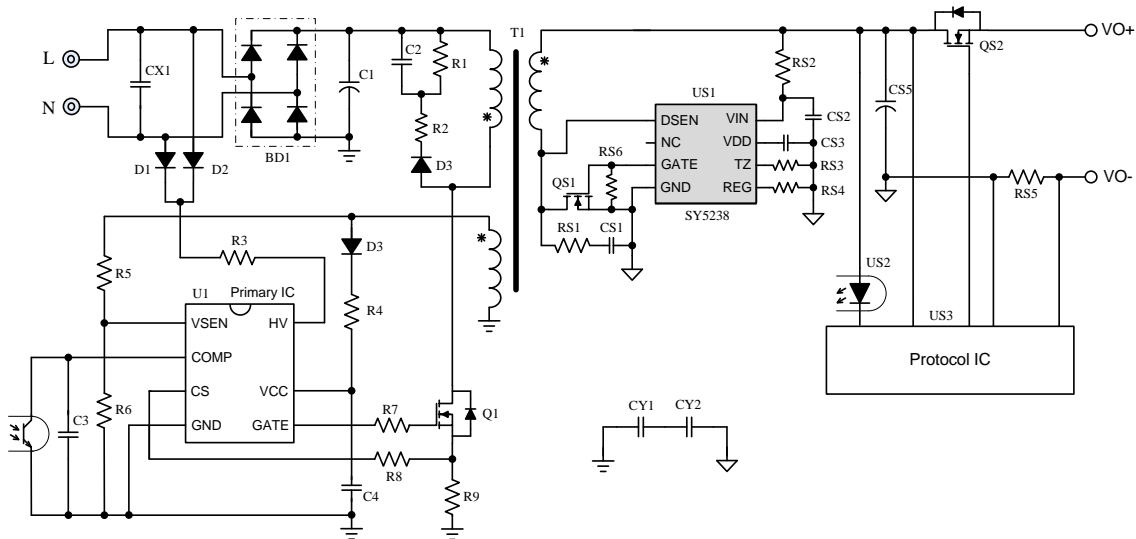 T1
QS2
VO+
L
CX1
C1
C2
R1
RS2
US1
CS5
N
R2
DSEN
VIN
CS2
NC
VDD
CS3
D1
D2
BD1
D3
RS6
GATE
TZ
RS3
QS1
GND
REG
RS4
RS5
VO-
SY5238
RS1
CS1
R3
D3
US2
R5
U1
Primary IC
R4
VSEN
HV
US3
COMP
Protocol IC
CS
VCC
R6
R7
Q1
C3
GND
GATE
CY1
CY2
R8
C4
R9
*
*
*
*